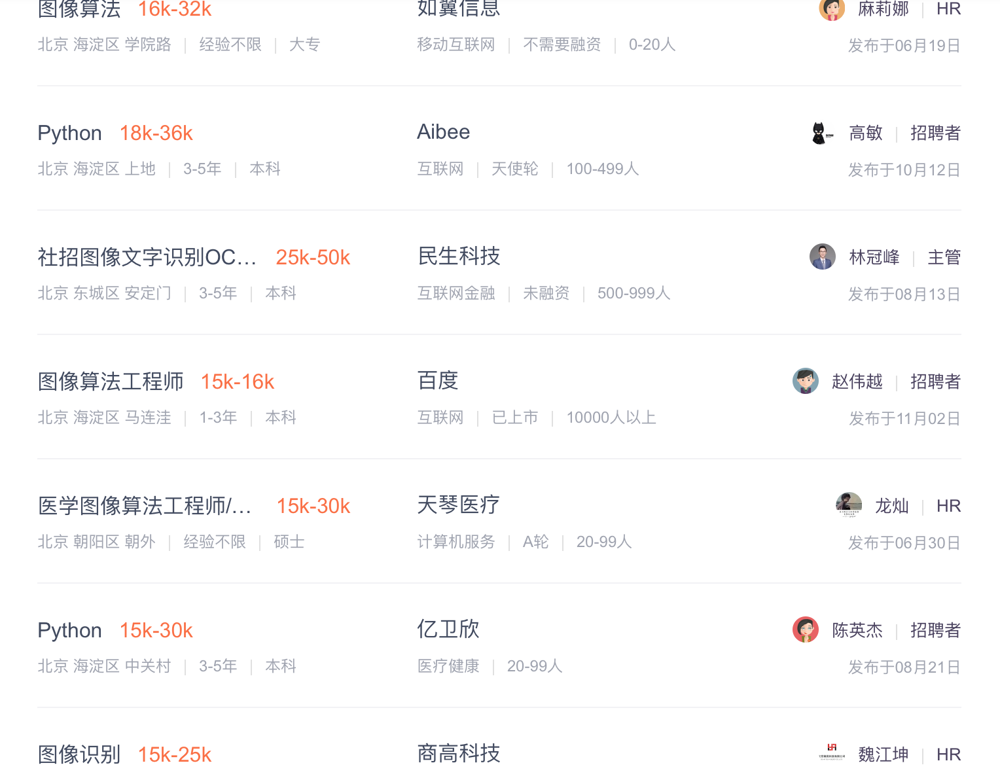 图像算法 16k-32k 如翼信息 麻莉娜 | HR
北京 海淀区 学院路 | 经验不限 | 大专 移动互联网 | 不需要融资 | 0-20人 发布于06月19日
Python 18k-36k Aibee 高敏 | 招聘者
北京 海淀区 上地 | 3-5年 | 本科 互联网 | 天使轮 | 100-499人 发布于10月12日
社招图像文字识别OC... 25k-50k 民生科技 林冠峰 | 主管
北京 东城区 安定门 | 3-5年 | 本科 互联网金融 | 未融资 | 500-999人 发布于08月13日
图像算法工程师 15k-16k 百度 赵伟越 | 招聘者
北京 海淀区 马连洼 | 1-3年 | 本科 互联网 | 已上市 | 10000人以上 发布于11月02日
医学图像算法工程师/... 15k-30k 天琴医疗 龙灿 | HR
北京 朝阳区 朝外 | 经验不限 | 硕士 计算机服务 | A轮 | 20-99人 发布于06月30日
Python 15k-30k 亿卫欣 陈英杰 | 招聘者
北京 海淀区 中关村 | 3-5年 | 本科 医疗健康 | 20-99人 发布于08月21日
图像识别 15k-25k 商高科技 魏江坤 | HR